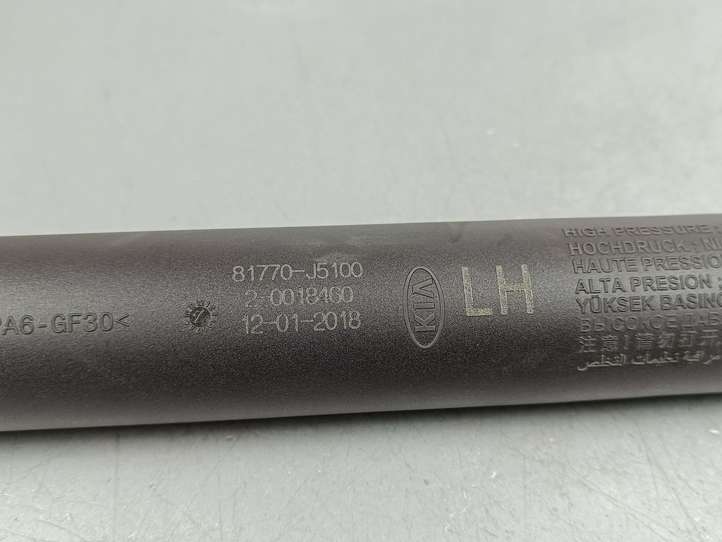 PA6-GF30<
81770-J5100
2-0018460
12-01-2018
KIA
LH
HIGH PRESSURE
HOCHDRUCK:
HAUTE PRESSION
ALTA PRESION :
YÜKSEK BASINÇ